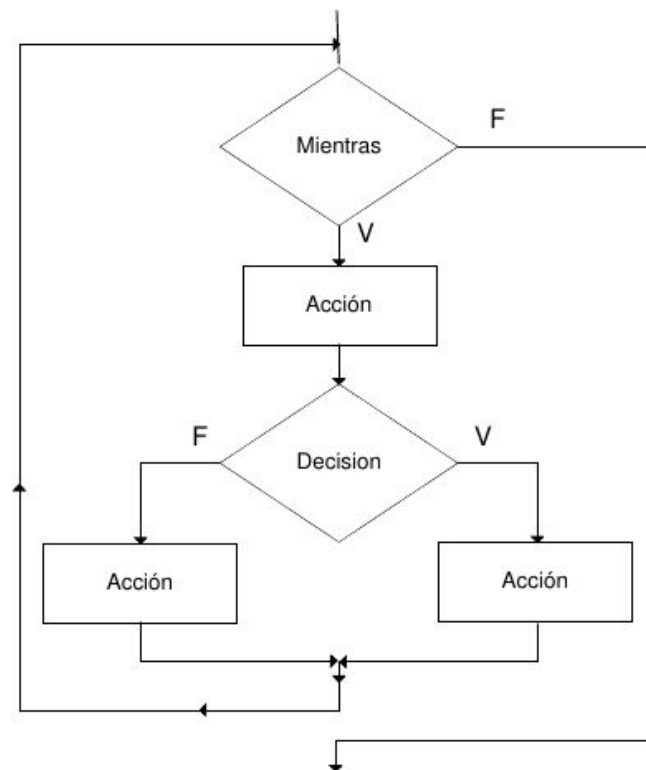 F
Mientras
V
Acción
F
V
Decision
Acción
Acción